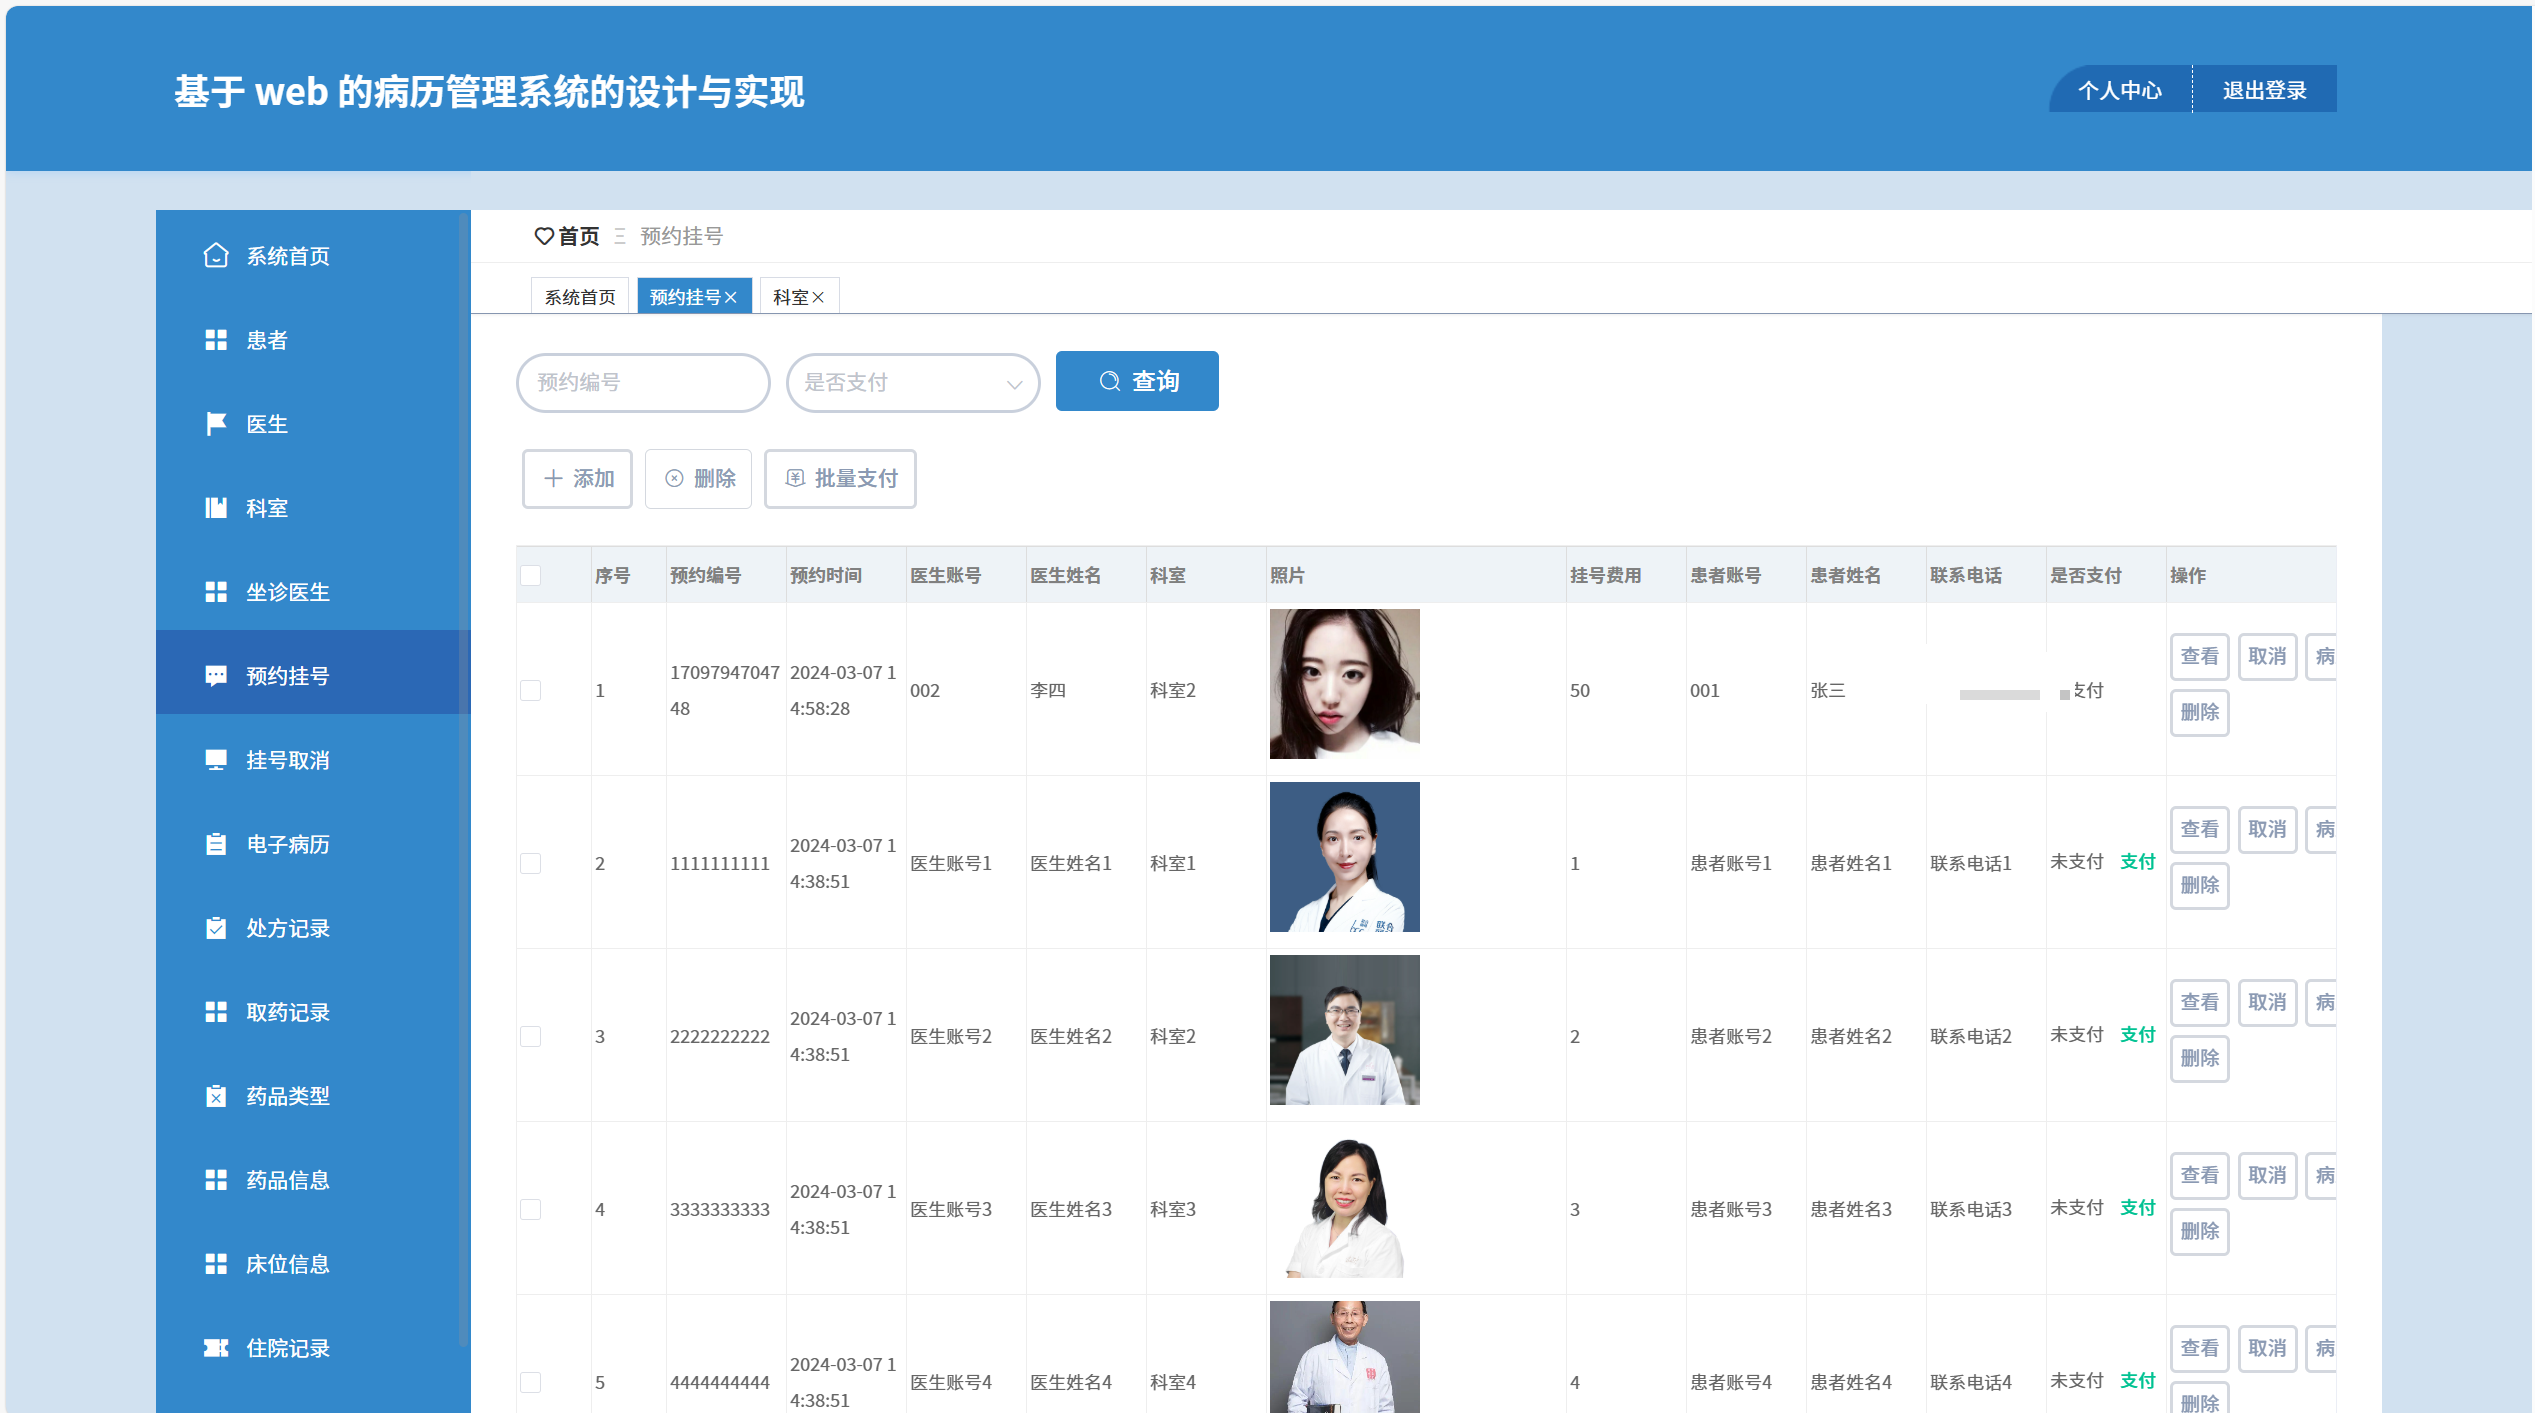 基于 web 的病历管理系统的设计与实现
个人中心
退出登录
系统首页
患者
医生
科室
坐诊医生
预约挂号
挂号取消
电子病历
处方记录
取药记录
药品类型
药品信息
床位信息
住院记录
首页 预约挂号
系统首页 预约挂号 科室
预约编号 是否支付 查询
添加 删除 批量支付
序号 预约编号 预约时间 医生账号 医生姓名 科室 照片 挂号费用 患者账号 患者姓名 联系电话 是否支付 操作
1 1709794704748 2024-03-07 14:58:28 002 李四 科室2 50 001 张三 支付 查看 取消 病 删除
2 1111111111 2024-03-07 14:38:51 医生账号1 医生姓名1 科室1 1 患者账号1 患者姓名1 联系电话1 未支付 支付 查看 取消 病 删除
3 2222222222 2024-03-07 14:38:51 医生账号2 医生姓名2 科室2 2 患者账号2 患者姓名2 联系电话2 未支付 支付 查看 取消 病 删除
4 3333333333 2024-03-07 14:38:51 医生账号3 医生姓名3 科室3 3 患者账号3 患者姓名3 联系电话3 未支付 支付 查看 取消 病 删除
5 4444444444 2024-03-07 14:38:51 医生账号4 医生姓名4 科室4 4 患者账号4 患者姓名4 联系电话4 未支付 支付 查看 取消 病 删除